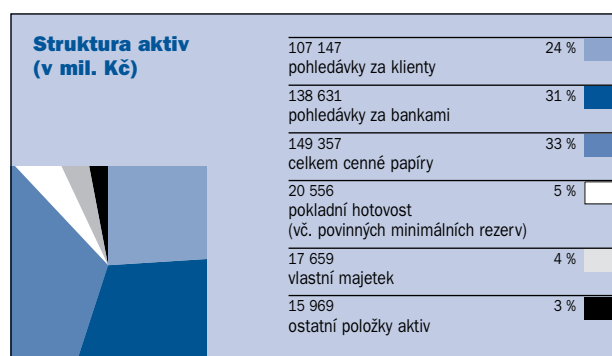 Struktura aktiv
(v mil. Kč)
107 147 24 %
pohledávky za klienty
138 631 31 %
pohledávky za bankami
149 357 33 %
celkem cenné papíry
20 556 5 %
pokladní hotovost
(vč. povinných minimálních rezerv)
17 659 4 %
vlastní majetek
15 969 3 %
ostatní položky aktiv